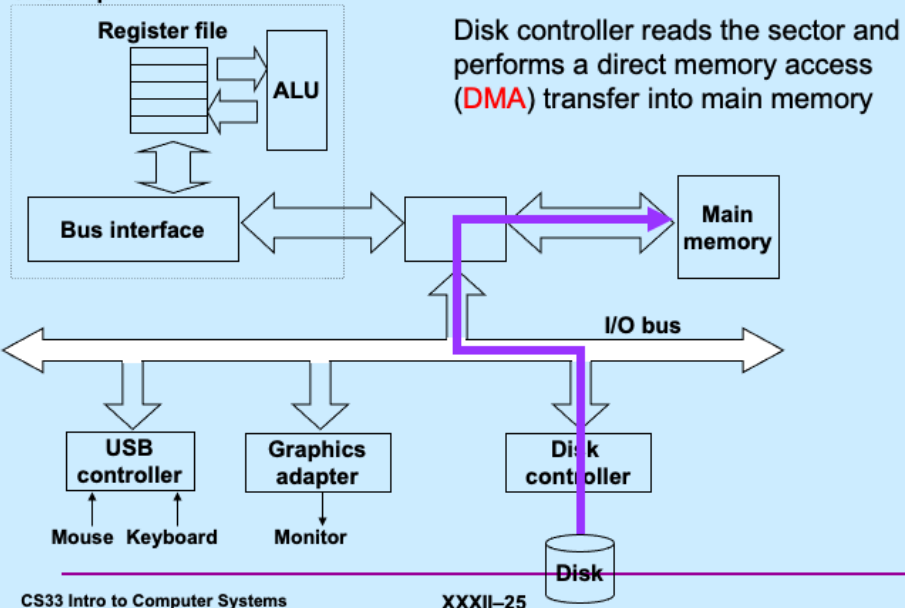 Register file
ALU
Disk controller reads the sector and
performs a direct memory access
(DMA) transfer into main memory
Bus interface
Main
memory
I/O bus
USB
controller
Graphics
adapter
Disk
controller
Mouse Keyboard
Monitor
Disk
CS33 Intro to Computer Systems
XXXII–25